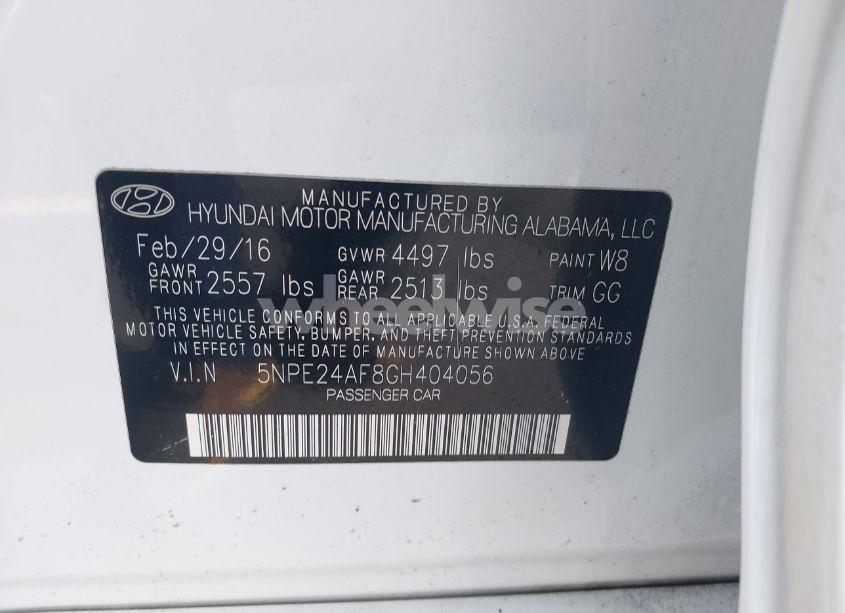 MANUFACTURED BY
HYUNDAI MOTOR MANUFACTURING ALABAMA, LLC
Feb/29/16 GVWR 4497 lbs PAINT W8
GAWR FRONT 2557 lbs GAWR REAR 2513 lbs TRIM GG
wheelwise
THIS VEHICLE CONFORMS TO ALL APPLICABLE U.S.A. FEDERAL
MOTOR VEHICLE SAFETY, BUMPER, AND THEFT PREVENTION STANDARDS
IN EFFECT ON THE DATE OF MANUFACTURE SHOWN ABOVE.
V.I.N 5NPE24AF8GH404056
PASSENGER CAR